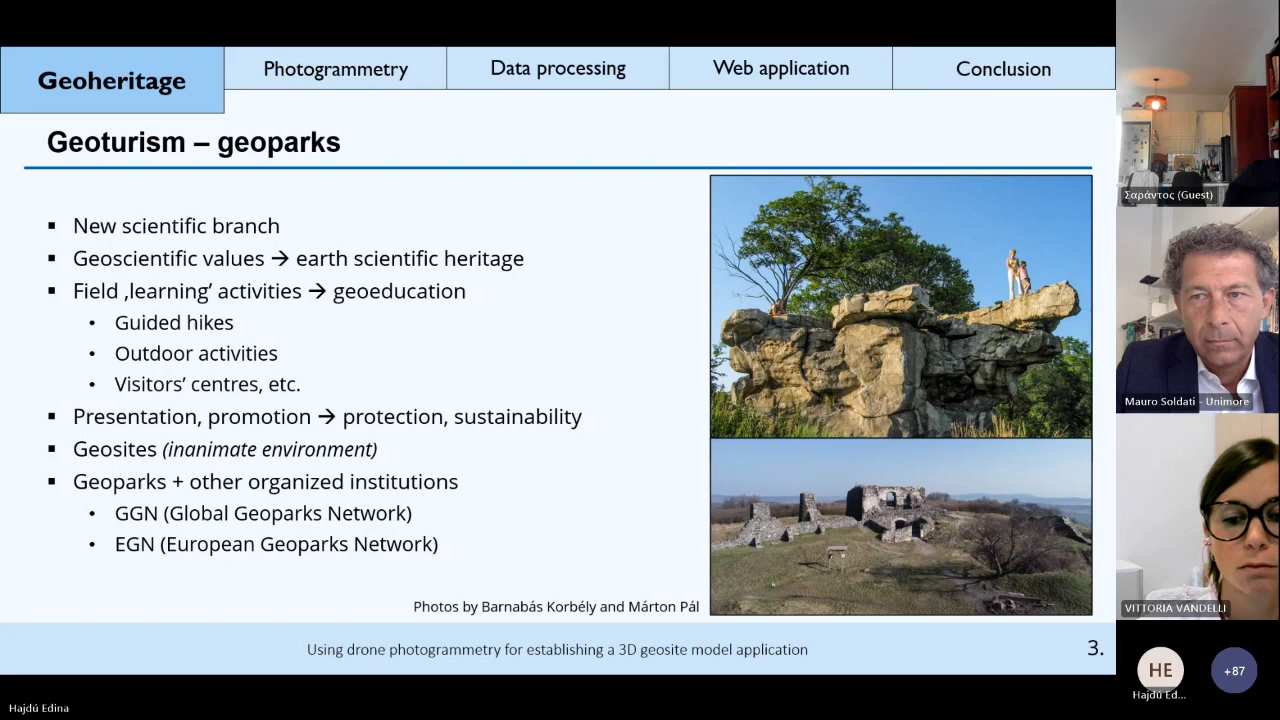 Geoheritage
Photogrammetry
Data processing
Web application
Conclusion
Geoturism – geoparks
▪ New scientific branch
▪ Geoscientific values → earth scientific heritage
▪ Field ‚learning’ activities → geoeducation
• Guided hikes
• Outdoor activities
• Visitors’ centres, etc.
▪ Presentation, promotion → protection, sustainability
▪ Geosites (inanimate environment)
▪ Geoparks + other organized institutions
• GGN (Global Geoparks Network)
• EGN (European Geoparks Network)
Photos by Barnabás Korbély and Márton Pál
Using drone photogrammetry for establishing a 3D geosite model application
3.
Hajdú Edina
Σαράντος (Guest)
Mauro Soldati - Unimore
VITTORIA VANDELLI
HE
+87
Hajdú Ed...